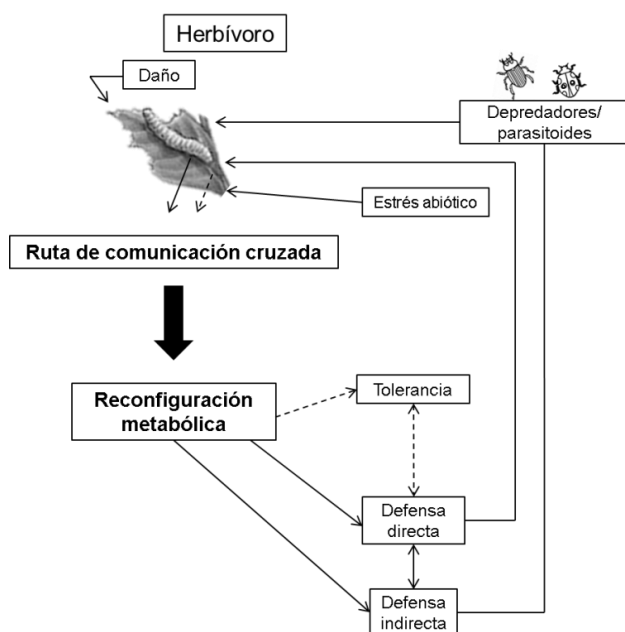 Herbívoro
Daño
Depredadores/
parasitoides
Estrés abiótico
Ruta de comunicación cruzada
Reconfiguración
metabólica
Tolerancia
Defensa
directa
Defensa
indirecta